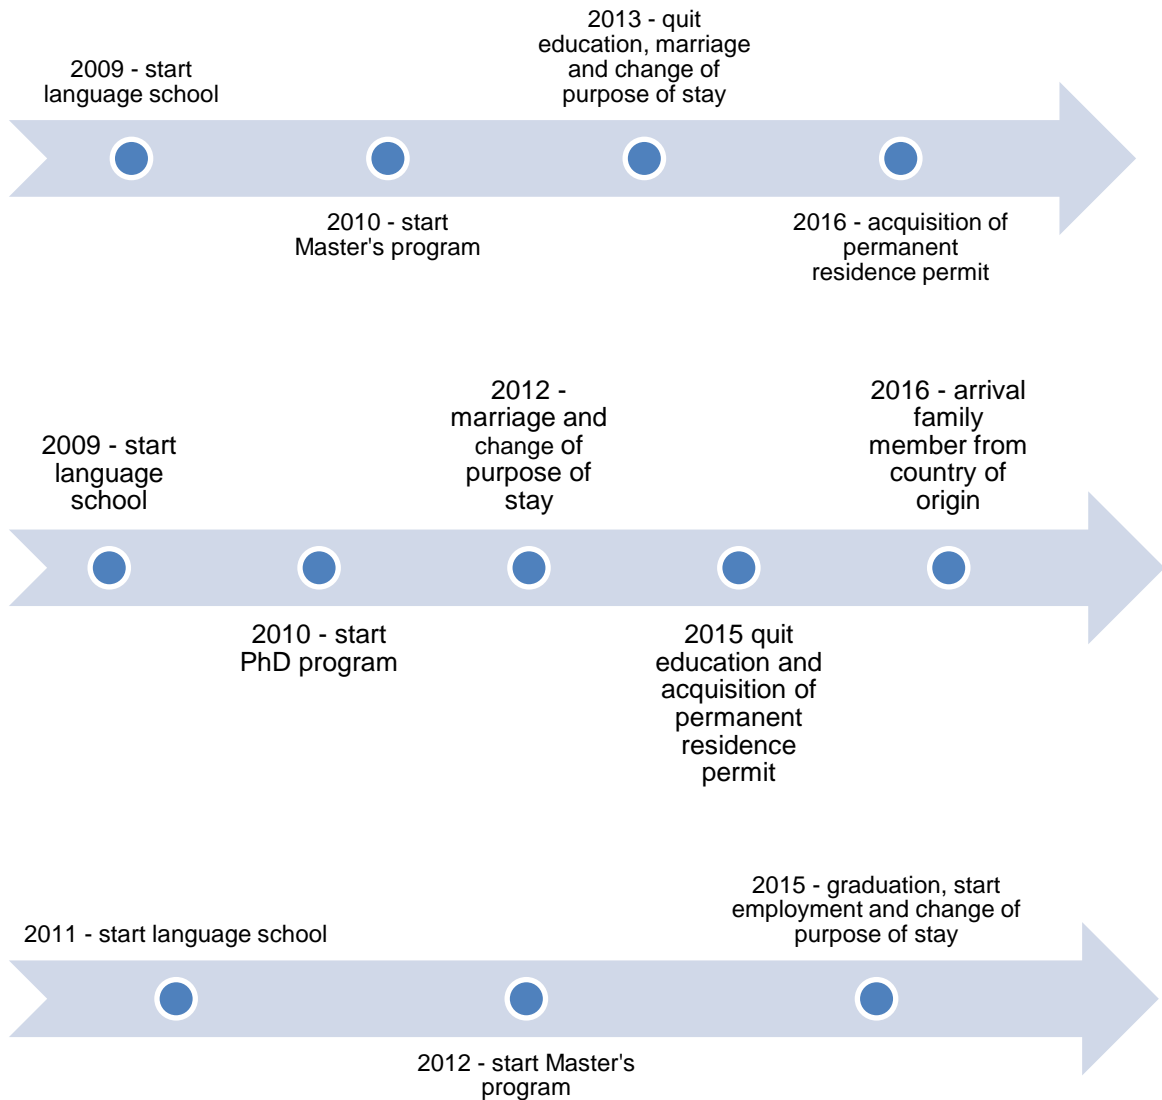 2009 - start
language school
2013 - quit
education, marriage
and change of
purpose of stay
2010 - start
Master's program
2016 - acquisition of
permanent
residence permit
2009 - start
language
school
2012 -
marriage and
change of
purpose of
stay
2016 - arrival
family
member from
country of
origin
2010 - start
PhD program
2015 quit
education and
acquisition of
permanent
residence
permit
2011 - start language school
2015 - graduation, start
employment and change of
purpose of stay
2012 - start Master's
program